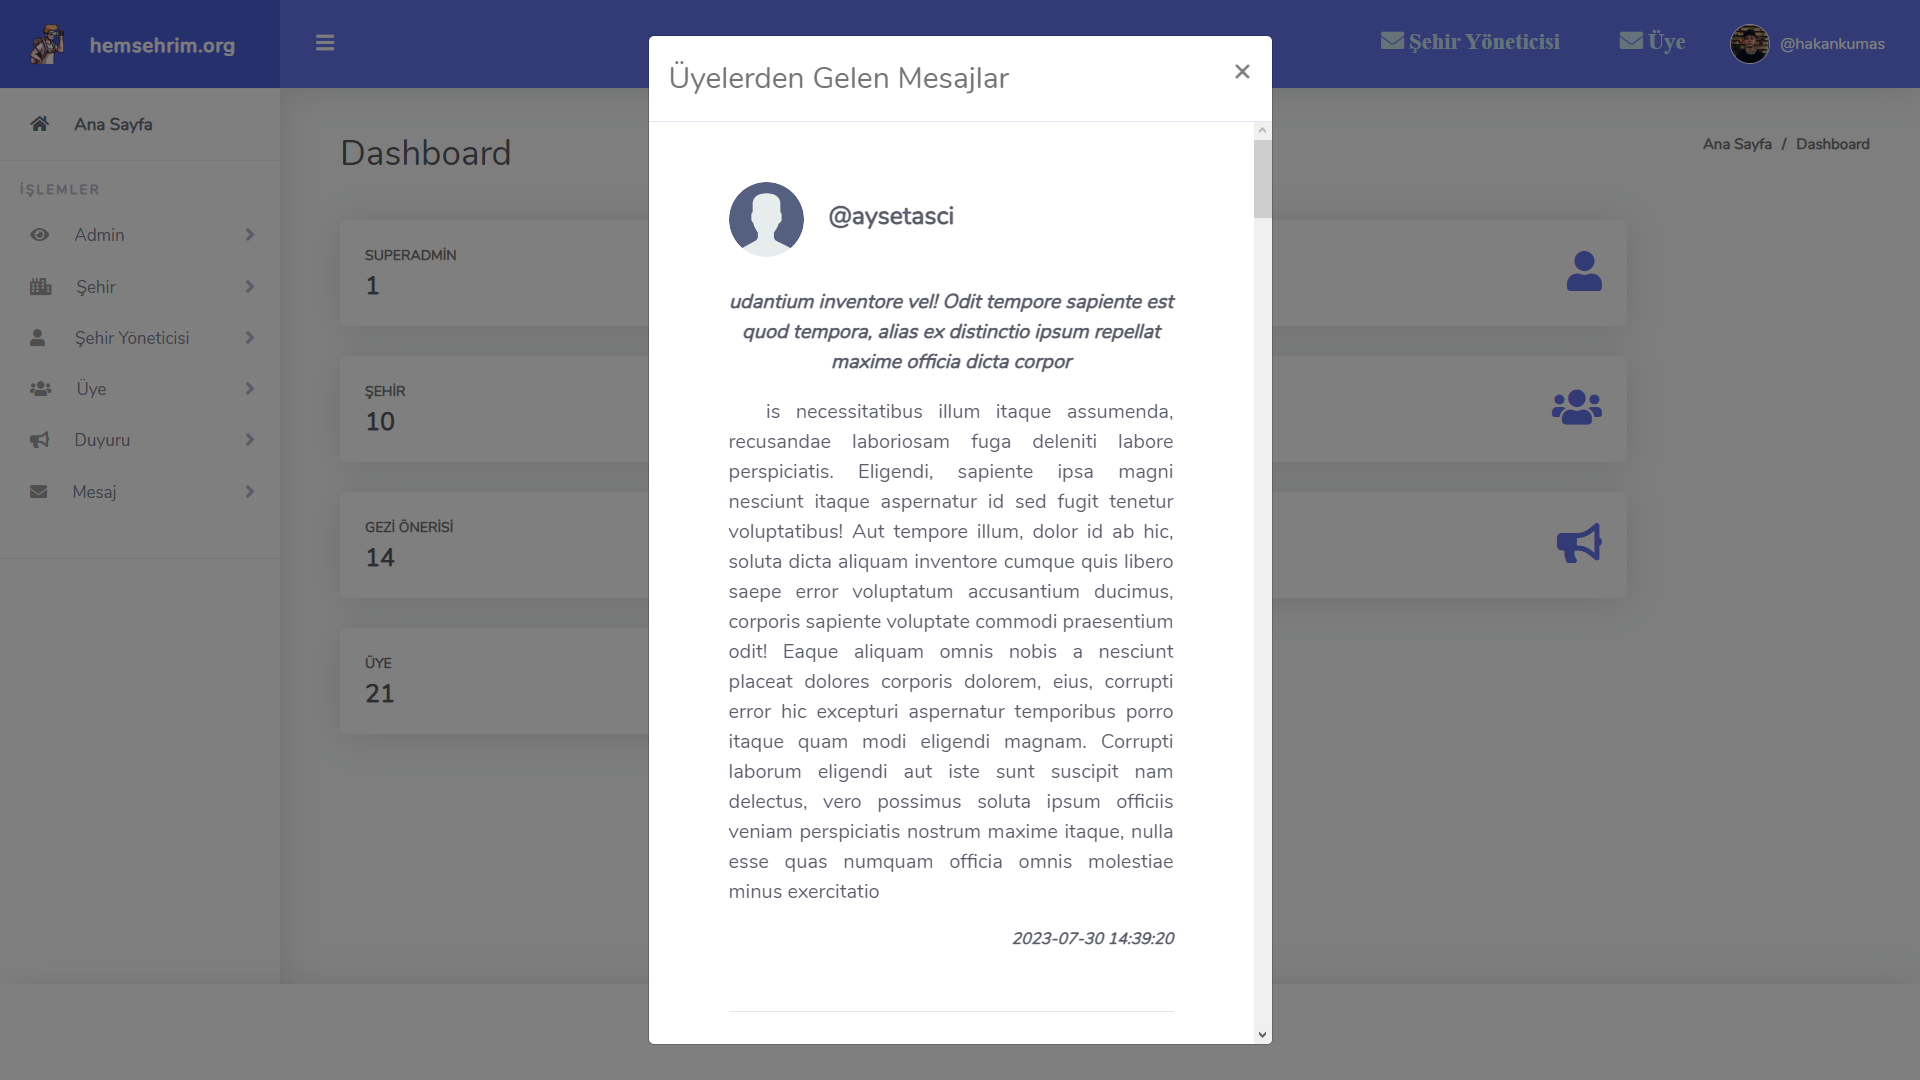 hemsehrim.org
Şehir Yöneticisi
Üye
@hakankumas
Ana Sayfa
İŞLEMLER
Admin
Şehir
Şehir Yöneticisi
Üye
Duyuru
Mesaj
Dashboard
Ana Sayfa / Dashboard
SUPERADMİN
1
ŞEHİR
10
GEZİ ÖNERİSİ
14
ÜYE
21
Üyelerden Gelen Mesajlar
×
@aysetasci
udantium inventore vel! Odit tempore sapiente est
quod tempora, alias ex distinctio ipsum repellat
maxime officia dicta corpor
is necessitatibus illum itaque assumenda,
recusandae laboriosam fuga deleniti labore
perspiciatis. Eligendi, sapiente ipsa magni
nesciunt itaque aspernatur id sed fugit tenetur
voluptatibus! Aut tempore illum, dolor id ab hic,
soluta dicta aliquam inventore cumque quis libero
saepe error voluptatum accusantium ducimus,
corporis sapiente voluptate commodi praesentium
odit! Eaque aliquam omnis nobis a nesciunt
placeat dolores corporis dolorem, eius, corrupti
error hic excepturi aspernatur temporibus porro
itaque quam modi eligendi magnam. Corrupti
laborum eligendi aut iste sunt suscipit nam
delectus, vero possimus soluta ipsum officiis
veniam perspiciatis nostrum maxime itaque, nulla
esse quas numquam officia omnis molestiae
minus exercitatio
2023-07-30 14:39:20